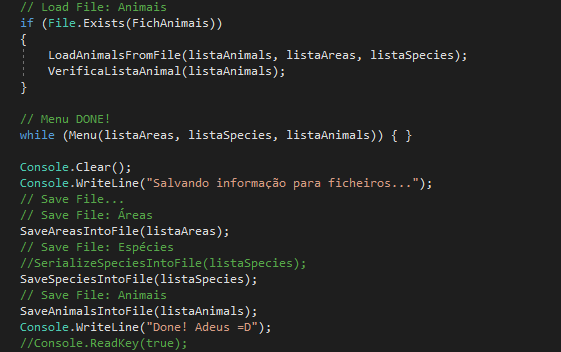 // Load File: Animais
if (File.Exists(FichAnimais))
{
LoadAnimalsFromFile(listaAnimals, listaAreas, listaSpecies);
VerificaListaAnimal(listaAnimals);
}
// Menu DONE!
while (Menu(listaAreas, listaSpecies, listaAnimals)) { }
Console.Clear();
Console.WriteLine("Salvando informação para ficheiros...");
// Save File...
// Save File: Áreas
SaveAreasIntoFile(listaAreas);
// Save File: Espécies
//SerializeSpeciesIntoFile(listaSpecies);
SaveSpeciesIntoFile(listaSpecies);
// Save File: Animais
SaveAnimalsIntoFile(listaAnimals);
Console.WriteLine("Done! Adeus =D");
//Console.ReadKey(true);